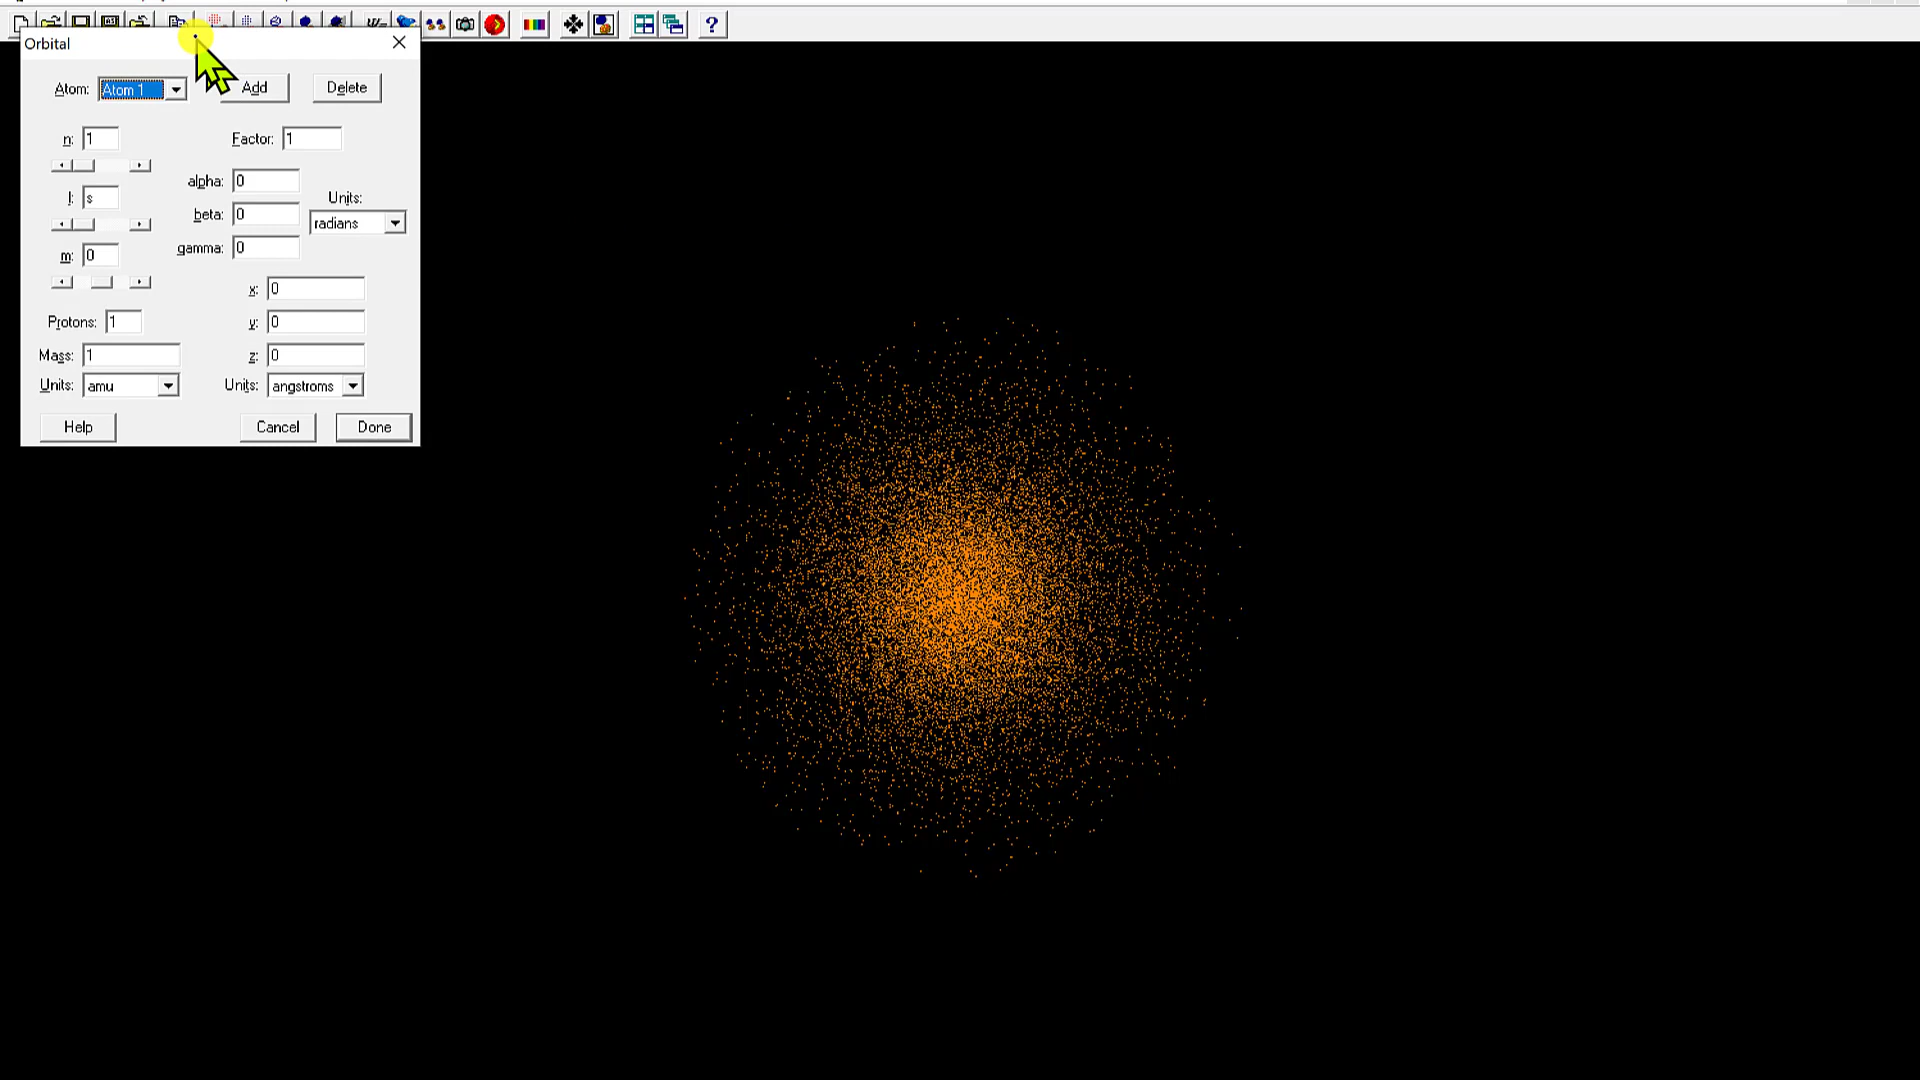 Orbital
Atom: Atom 1 Add Delete
n: 1 Factor: 1
alpha: 0
l: s Units:
beta: 0 radians
m: 0 gamma: 0
x: 0
Protons: 1 y: 0
Mass: 1 z: 0
Units: amu Units: angstroms
Help Cancel Done
?